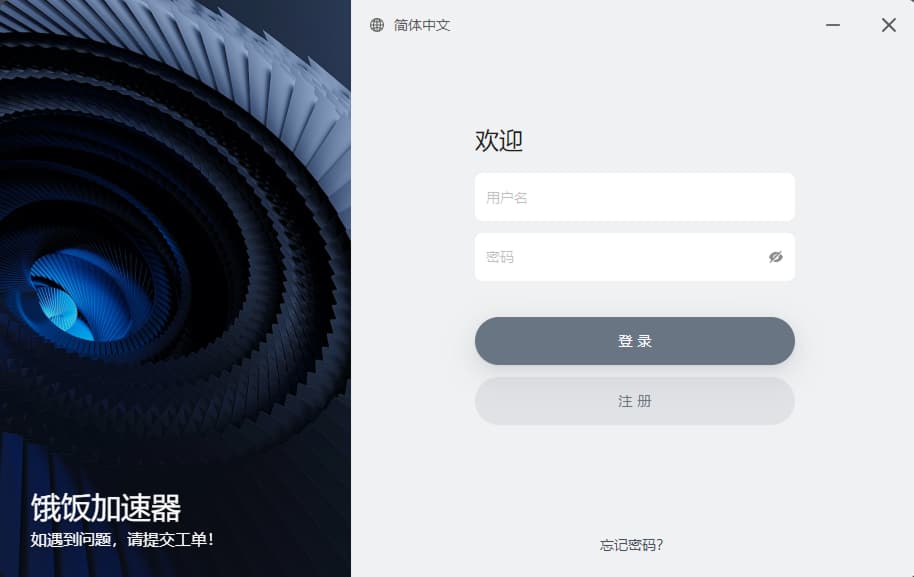 简体中文
欢迎
用户名
密码
登 录
注 册
忘记密码?
饿饭加速器
如遇到问题，请提交工单！